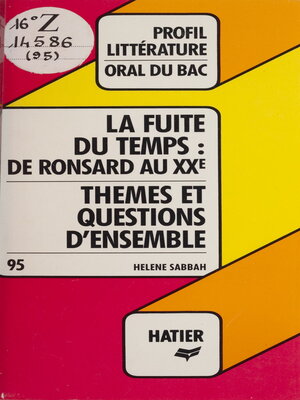 16° Z
14586
(95)
PROFIL
LITTÉRATURE
ORAL DU BAC
LA FUITE
DU TEMPS :
DE RONSARD AU XXE
THEMES ET
QUESTIONS
D'ENSEMBLE
95 HELENE SABBAH
HATIER